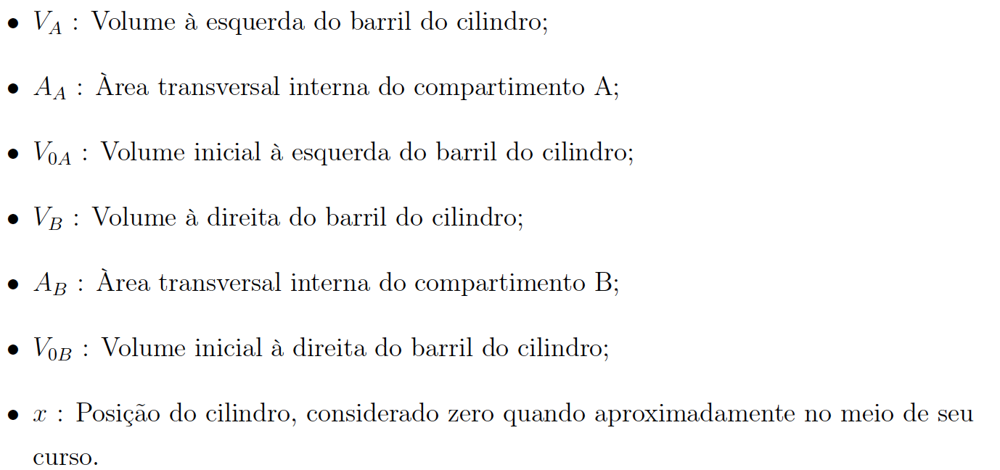 • V_A : Volume à esquerda do barril do cilindro;
• A_A : Àrea transversal interna do compartimento A;
• V_{0A} : Volume inicial à esquerda do barril do cilindro;
• V_B : Volume à direita do barril do cilindro;
• A_B : Àrea transversal interna do compartimento B;
• V_{0B} : Volume inicial à direita do barril do cilindro;
• x : Posição do cilindro, considerado zero quando aproximadamente no meio de seu
curso.